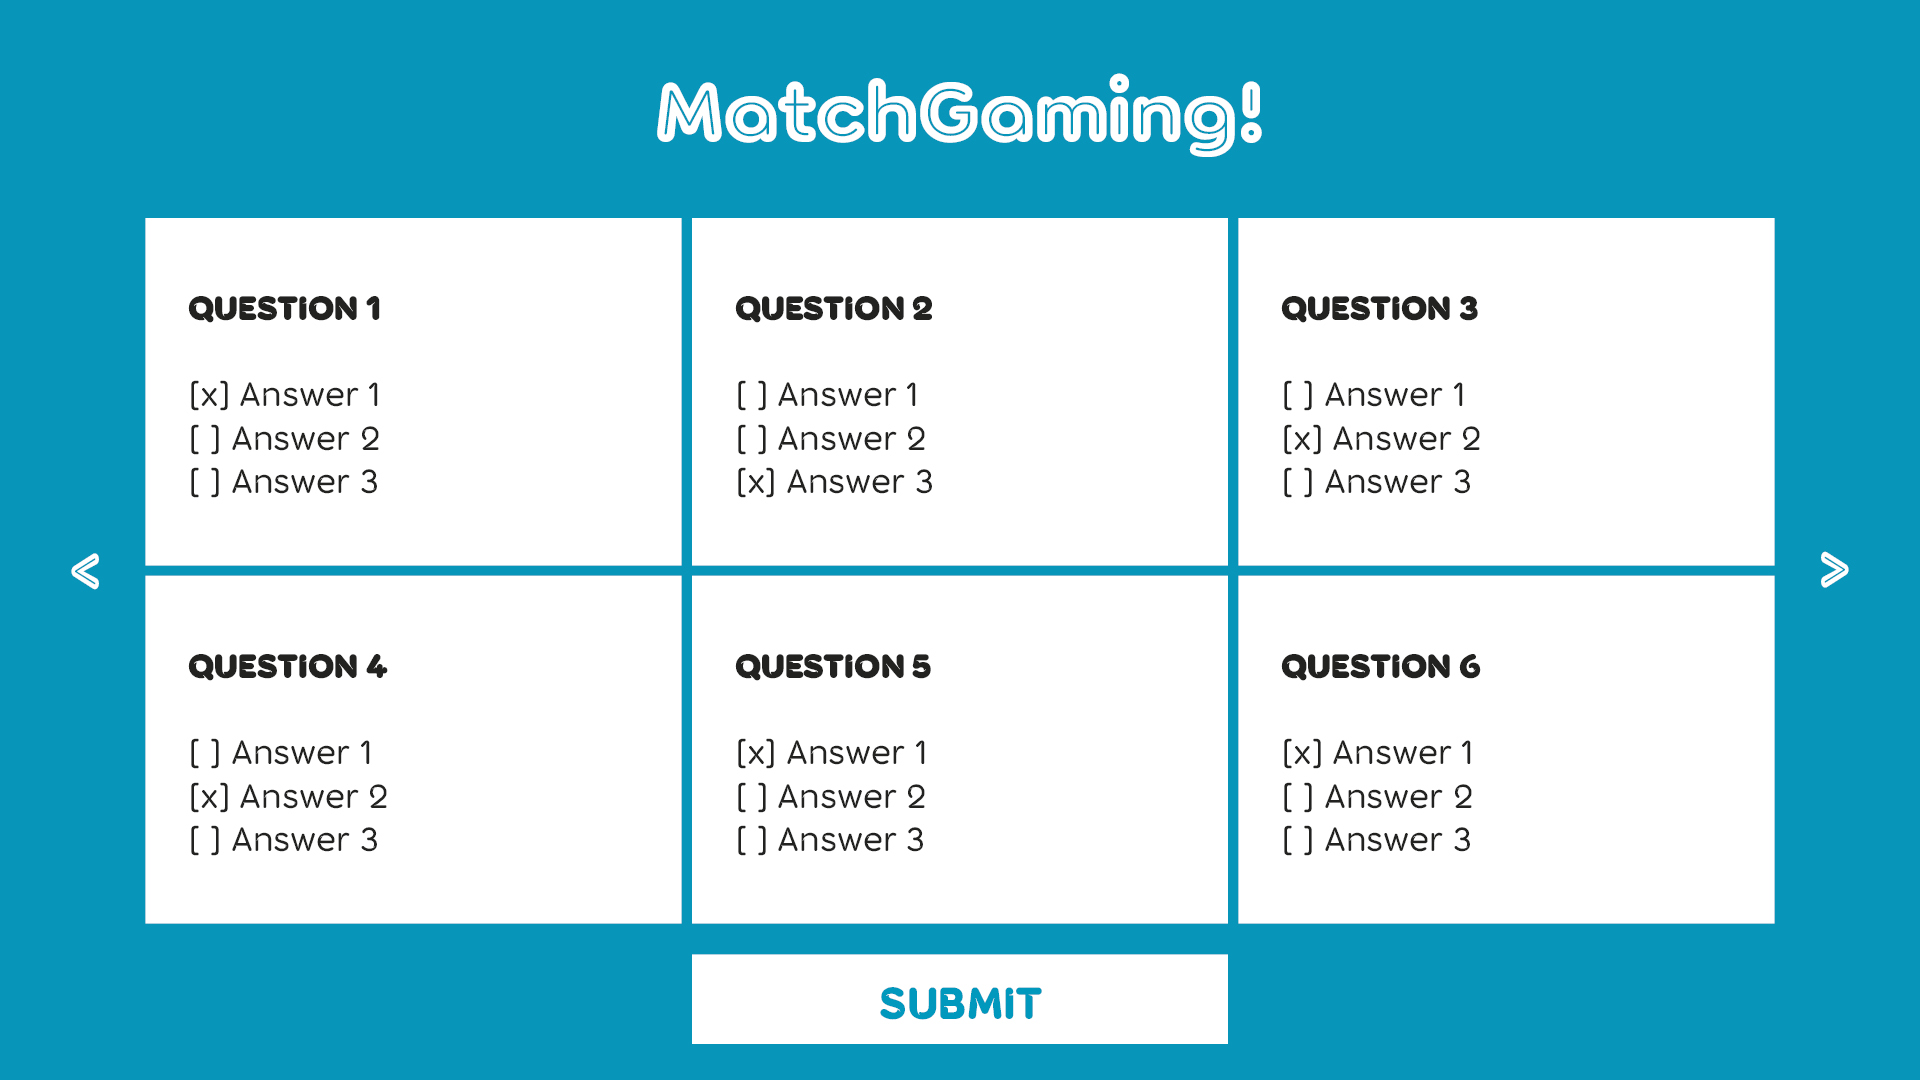 MatchGaming!
QUESTION 1
[x] Answer 1
[ ] Answer 2
[ ] Answer 3
QUESTION 2
[ ] Answer 1
[ ] Answer 2
[x] Answer 3
QUESTION 3
[ ] Answer 1
[x] Answer 2
[ ] Answer 3
<
>
QUESTION 4
[ ] Answer 1
[x] Answer 2
[ ] Answer 3
QUESTION 5
[x] Answer 1
[ ] Answer 2
[ ] Answer 3
QUESTION 6
[x] Answer 1
[ ] Answer 2
[ ] Answer 3
SUBMIT